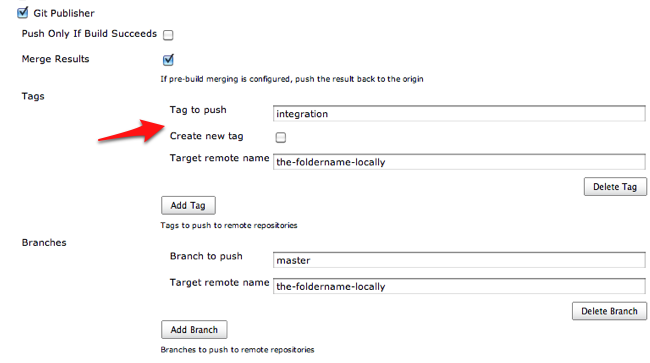 Git Publisher
Push Only If Build Succeeds
Merge Results
If pre-build merging is configured, push the result back to the origin
Tags
Tag to push integration
Create new tag
Target remote name the-foldername-locally
Delete Tag
Add Tag
Tags to push to remote repositories
Branches
Branch to push master
Target remote name the-foldername-locally
Delete Branch
Add Branch
Branches to push to remote repositories